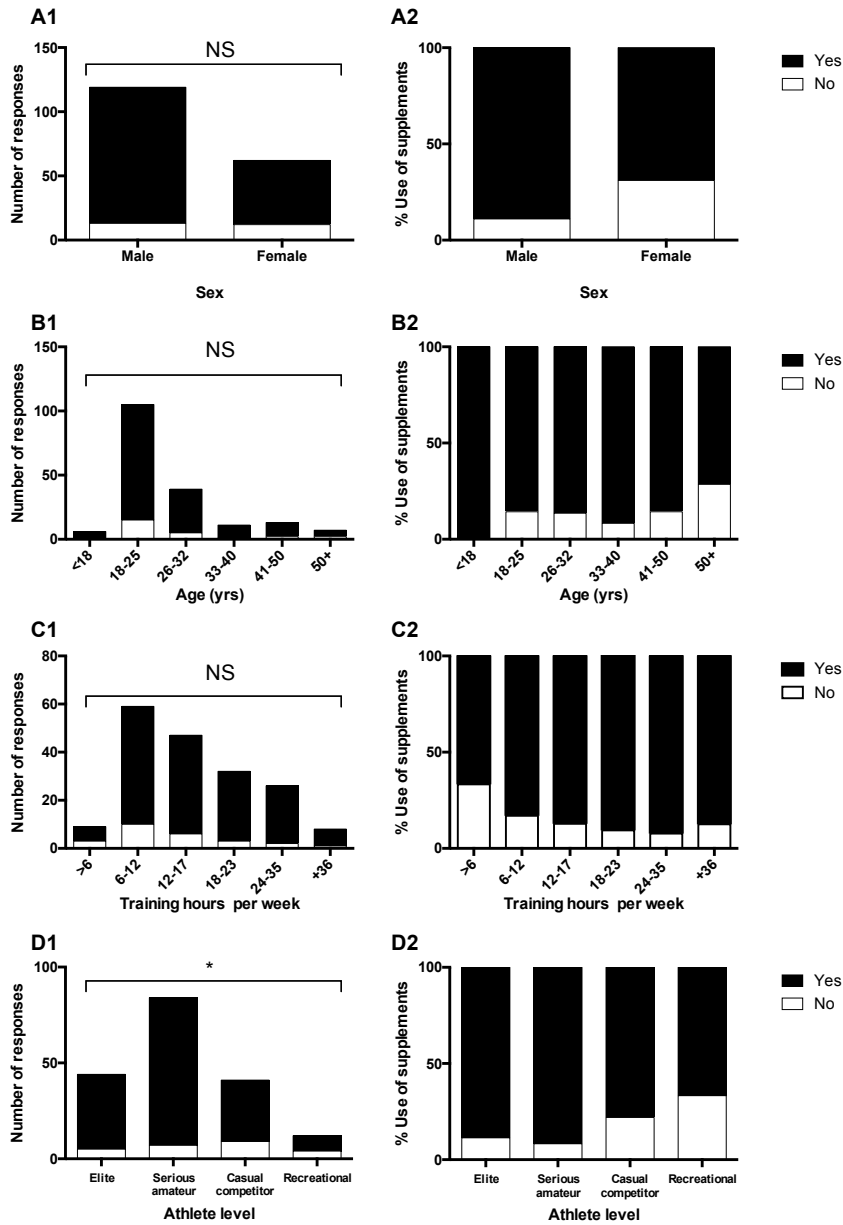 A1
150
100
50
0
Number of responses
NS
Male Female
Sex
A2
100
50
0
% Use of supplements
Male Female
Sex
Yes
No
B1
150
100
50
0
Number of responses
NS
<18 18-25 26-32 33-40 41-50 50+
Age (yrs)
B2
100
50
0
% Use of supplements
<18 18-25 26-32 33-40 41-50 50+
Age (yrs)
Yes
No
C1
80
60
40
20
0
Number of responses
NS
>6 6-12 12-17 18-23 24-35 +36
Training hours per week
C2
100
50
0
% Use of supplements
>6 6-12 12-17 18-23 24-35 +36
Training hours per week
Yes
No
D1
100
50
0
Number of responses
*
Elite Serious Casual Recreational
amateur competitor
Athlete level
D2
100
50
0
% Use of supplements
Elite Serious Casual Recreational
amateur competitor
Athlete level
Yes
No